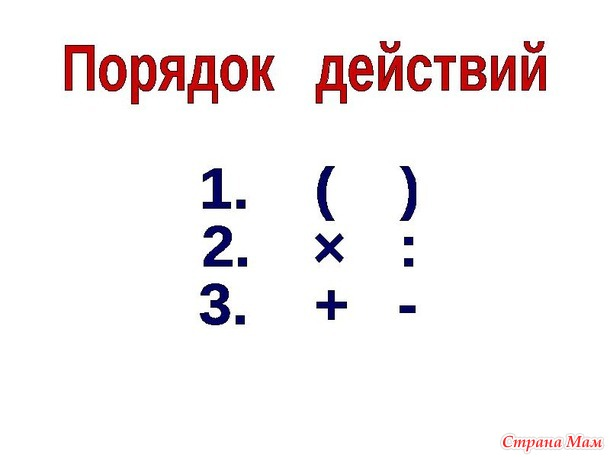 Порядок действий
1. ( )
2. × :
3. + -
Страна Мам